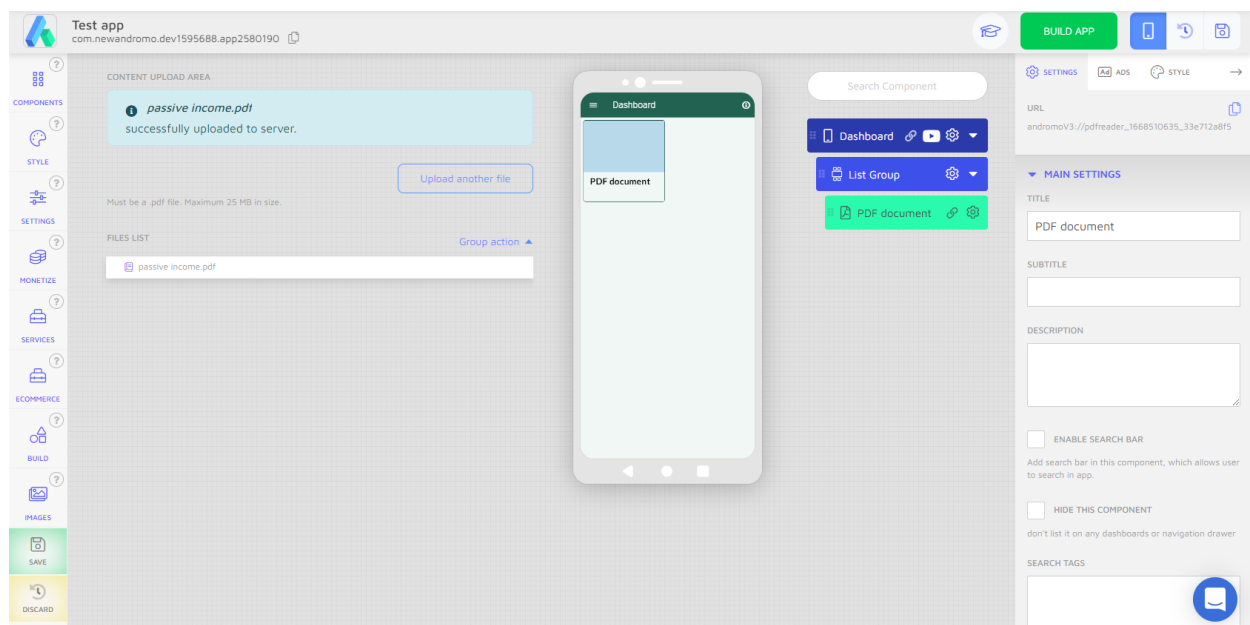 Test app
com.newandromo.dev1595688.app2580190
BUILD APP
?
COMPONENTS
?
STYLE
?
SETTINGS
?
MONETIZE
?
SERVICES
?
ECOMMERCE
?
BUILD
?
IMAGES
SAVE
DISCARD
CONTENT UPLOAD AREA
passive income.pdf
successfully uploaded to server.
Upload another file
Must be a .pdf file. Maximum 25 MB in size.
FILES LIST
Group action
passive income.pdf
Dashboard
PDF document
Search Component
Dashboard
List Group
PDF document
SETTINGS
Ad ADS
STYLE
URL
andromoV3://pdfreader_1668510635_33e712a8f5
MAIN SETTINGS
TITLE
PDF document
SUBTITLE
DESCRIPTION
ENABLE SEARCH BAR
Add search bar in this component, which allows user
to search in app.
HIDE THIS COMPONENT
don't list it on any dashboards or navigation drawer
SEARCH TAGS